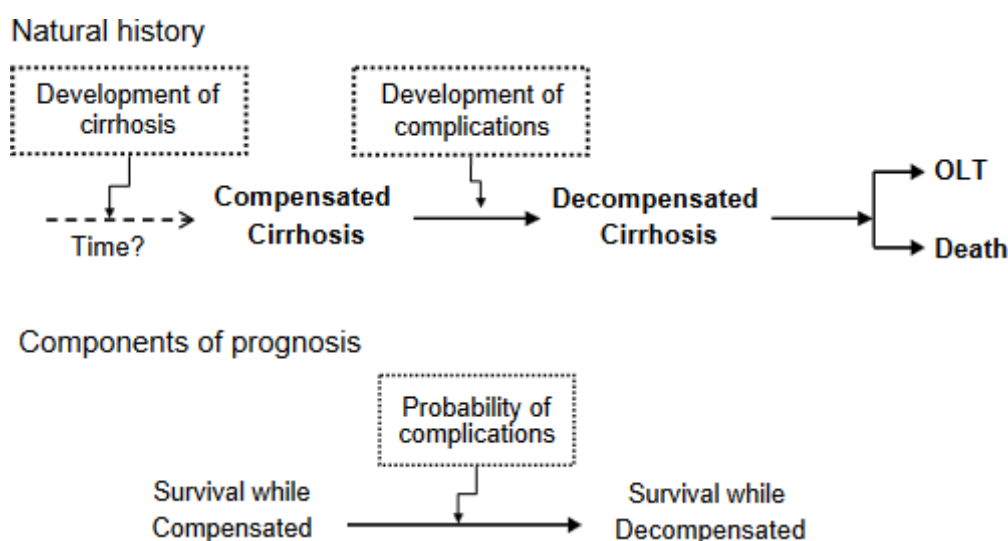 Natural history
Development of
cirrhosis
Development of
complications
Time?
Compensated
Cirrhosis
Decompensated
Cirrhosis
OLT
Death
Components of prognosis
Probability of
complications
Survival while
Compensated
Survival while
Decompensated